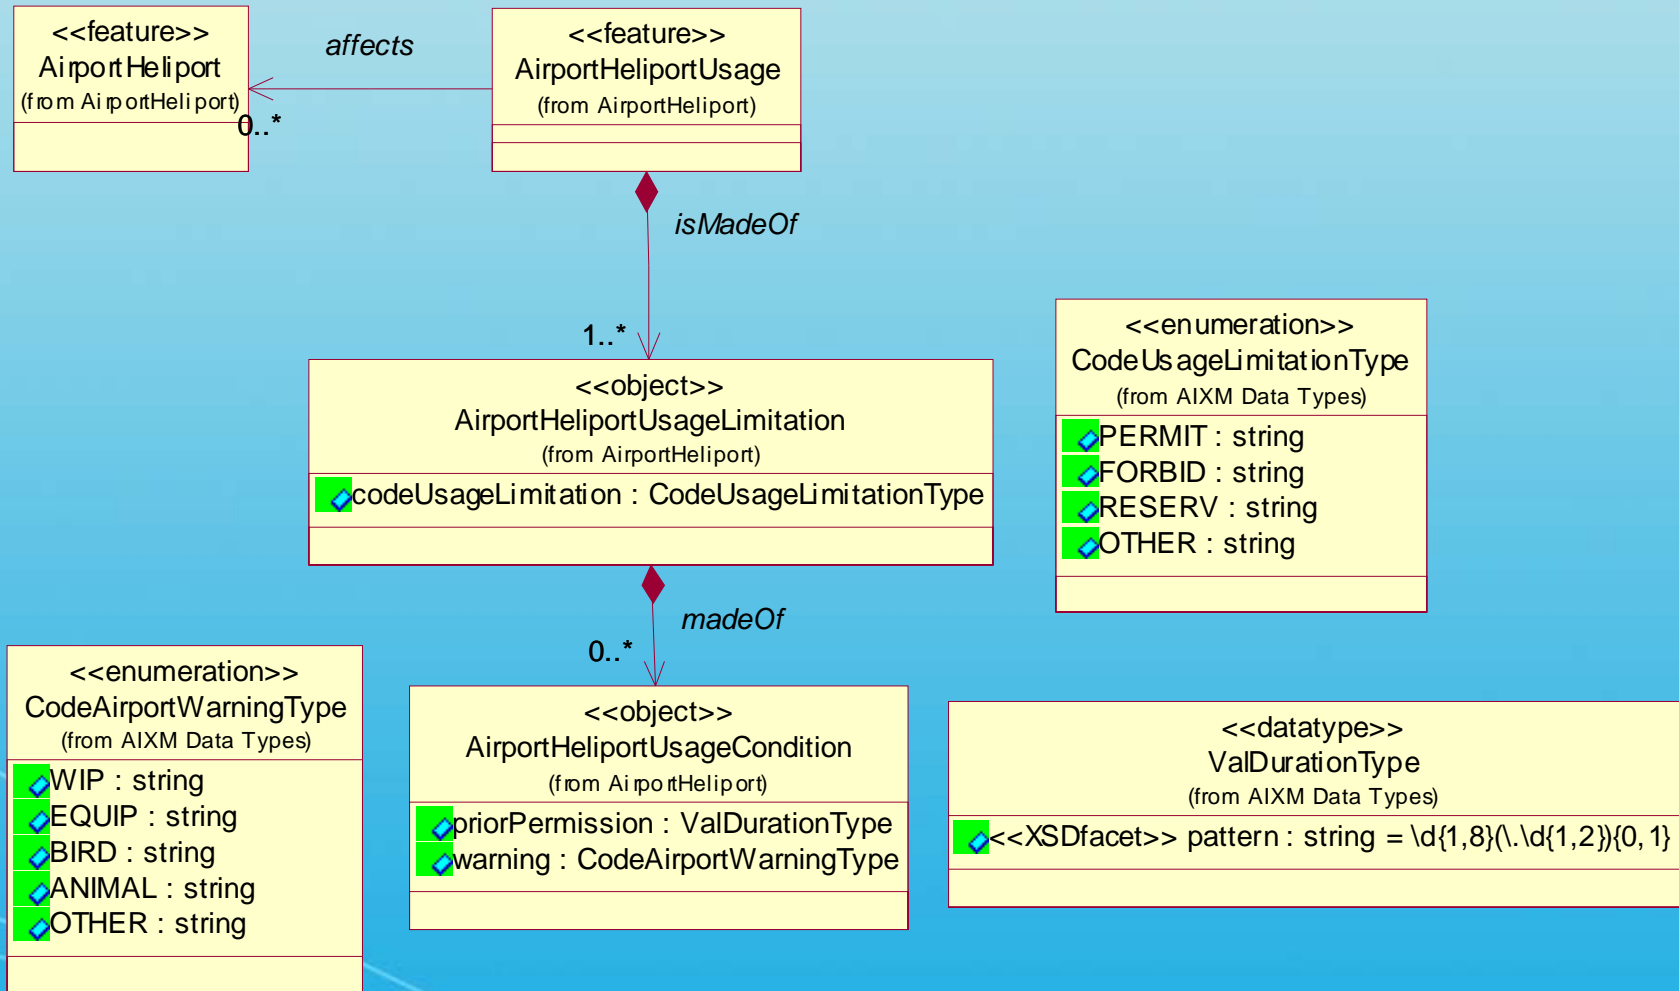 <<feature>>
AirportHeliport
(from AirportHeliport)
affects
0..*
<<feature>>
AirportHeliportUsage
(from AirportHeliport)
isMadeOf
1..*
<<object>>
AirportHeliportUsageLimitation
(from AirportHeliport)
codeUsageLimitation : CodeUsageLimitationType
<<enumeration>>
CodeUsageLimitationType
(from AIXM Data Types)
PERMIT : string
FORBID : string
RESERV : string
OTHER : string
madeOf
0..*
<<enumeration>>
CodeAirportWarningType
(from AIXM Data Types)
WIP : string
EQUIP : string
BIRD : string
ANIMAL : string
OTHER : string
<<object>>
AirportHeliportUsageCondition
(from AirportHeliport)
priorPermission : ValDurationType
warning : CodeAirportWarningType
<<datatype>>
ValDurationType
(from AIXM Data Types)
<<XSDfacet>> pattern : string = \d{1,8}(\.\d{1,2}){0,1}